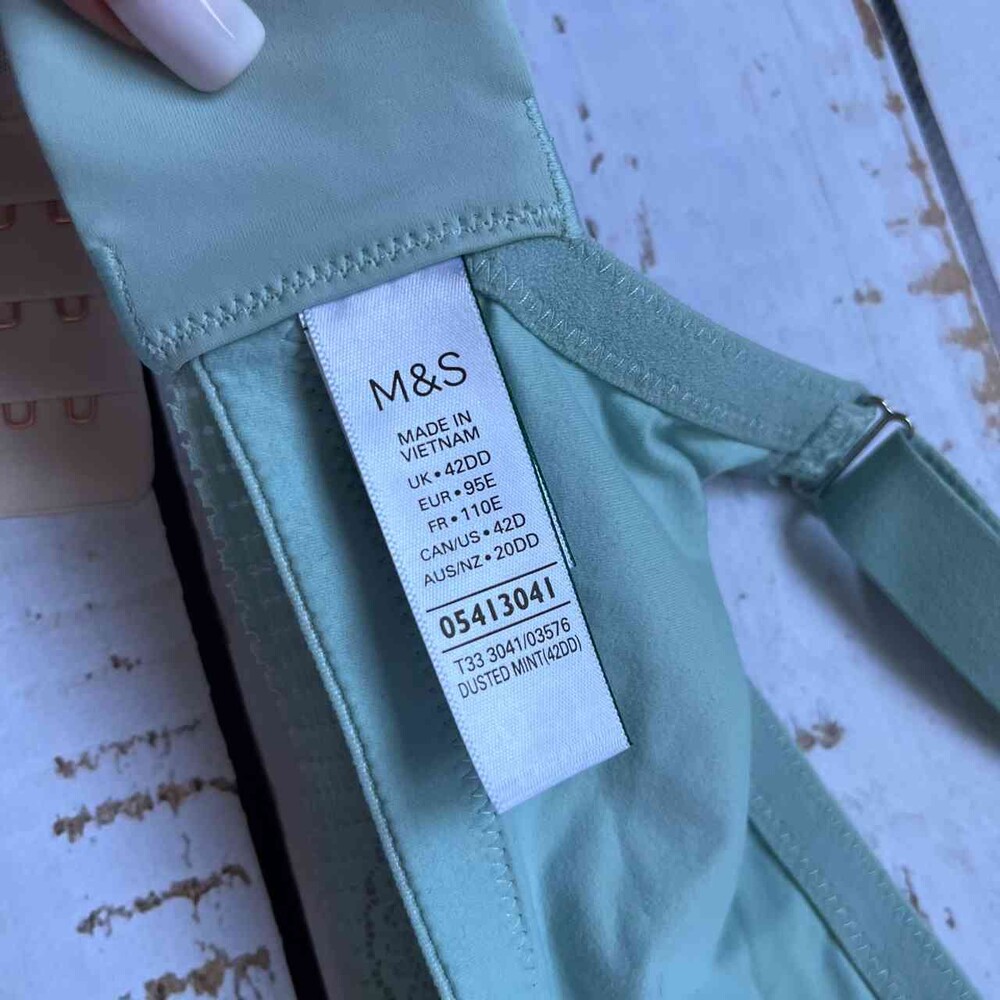 M&S
MADE IN
VIETNAM
UK•42DD
EUR•95E
FR•110E
CAN/US•42D
AUS/NZ•20DD
05413041
T33 3041/03576
DUSTED MINT(42DD)